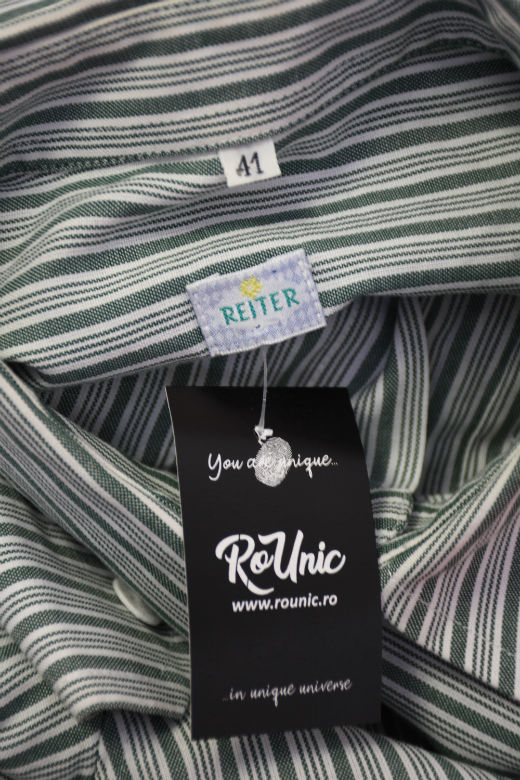 41
REITER
You are unique...
RoUnic
www.rounic.ro
...in unique universe